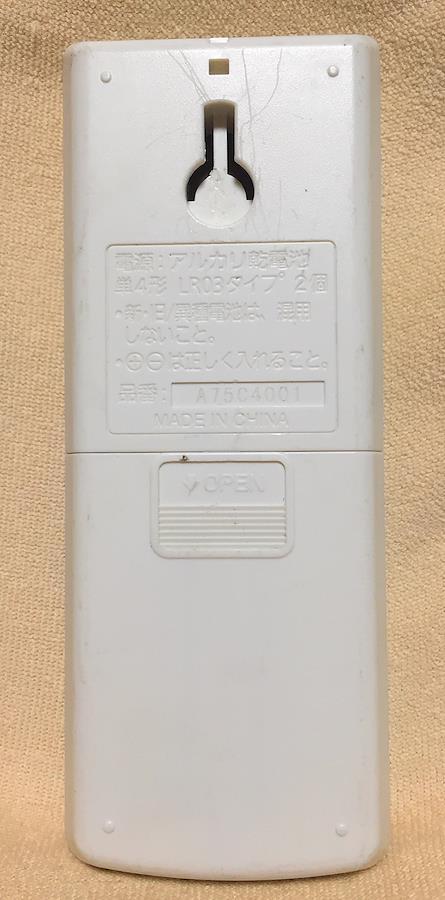 電源:アルカリ乾電池
単4形 LR03タイプ 2個
・新・旧/異種電池は、混用
しないこと。
・⊕⊖は正しく入れること。
品番: A75C4001
MADE IN CHINA
OPEN